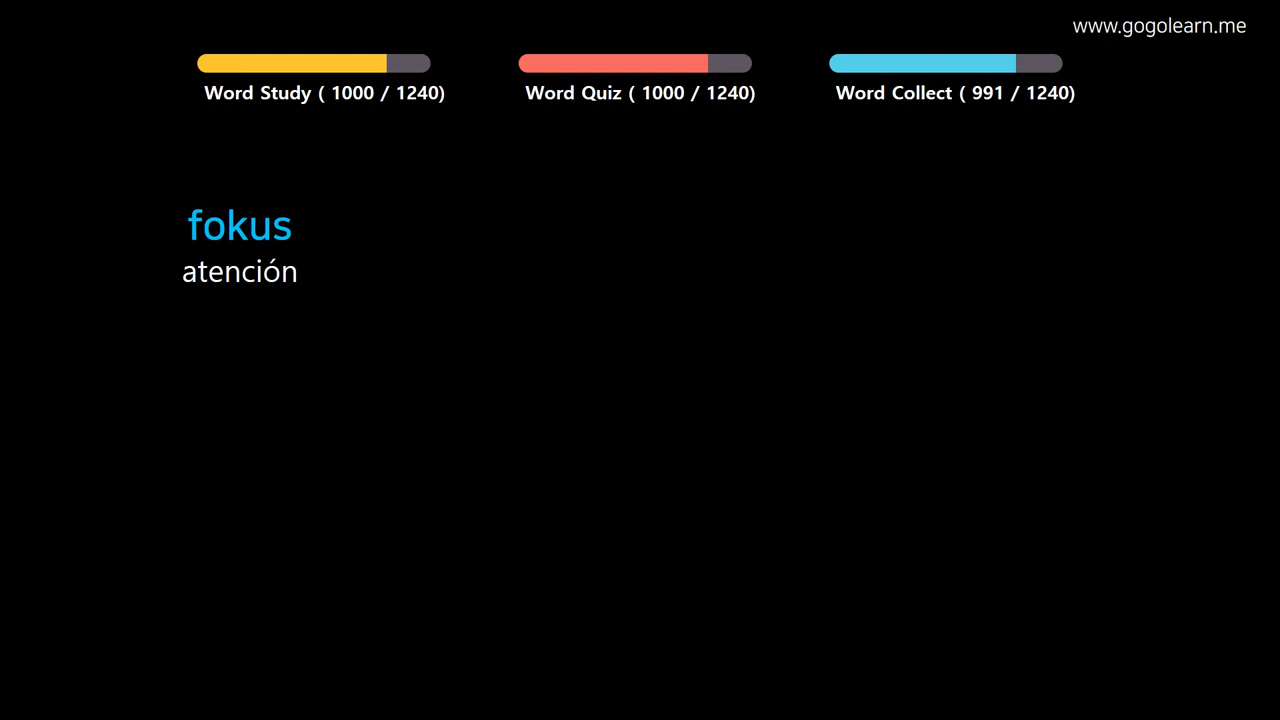 www.gogolearn.me
Word Study ( 1000 / 1240)
Word Quiz ( 1000 / 1240)
Word Collect ( 991 / 1240)
fokus
atención